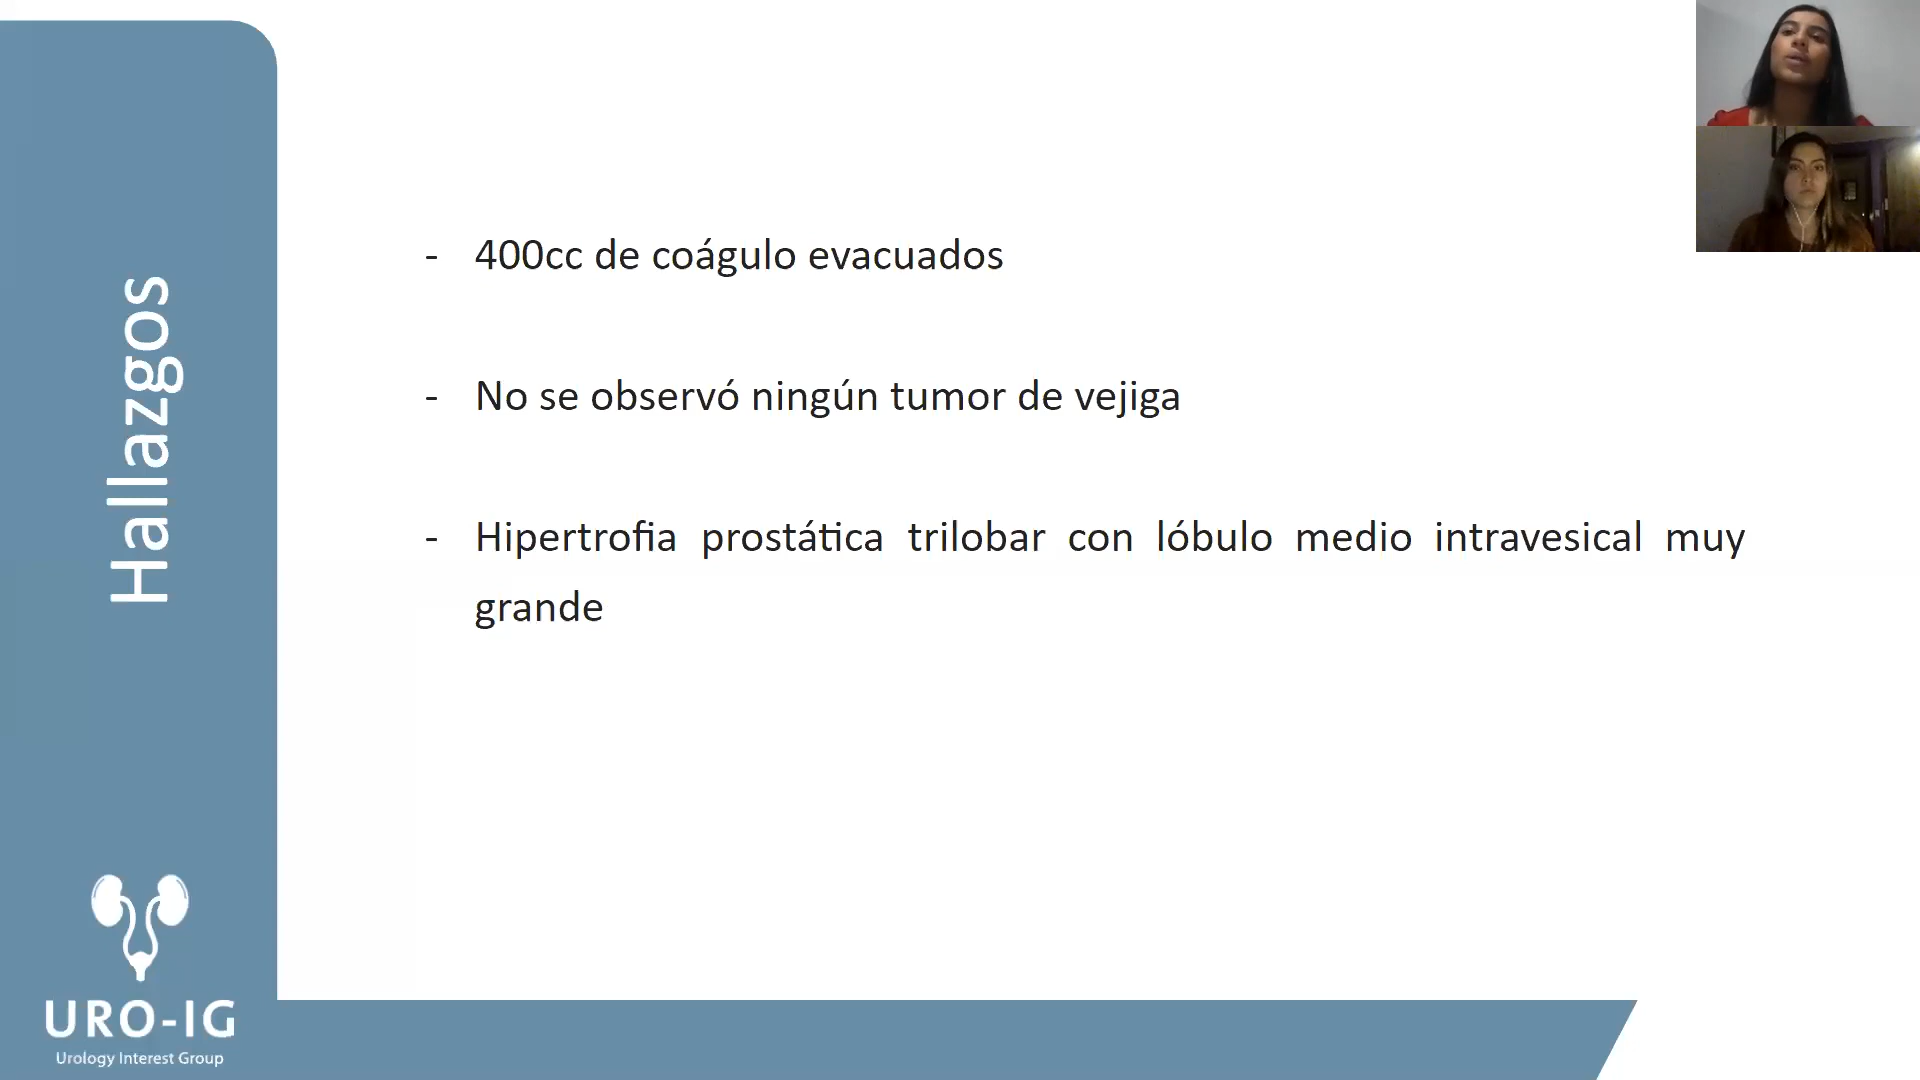 Hallazgos
- 400cc de coágulo evacuados
- No se observó ningún tumor de vejiga
- Hipertrofia prostática trilobar con lóbulo medio intravesical muy
grande
URO-IG
Urology Interest Group